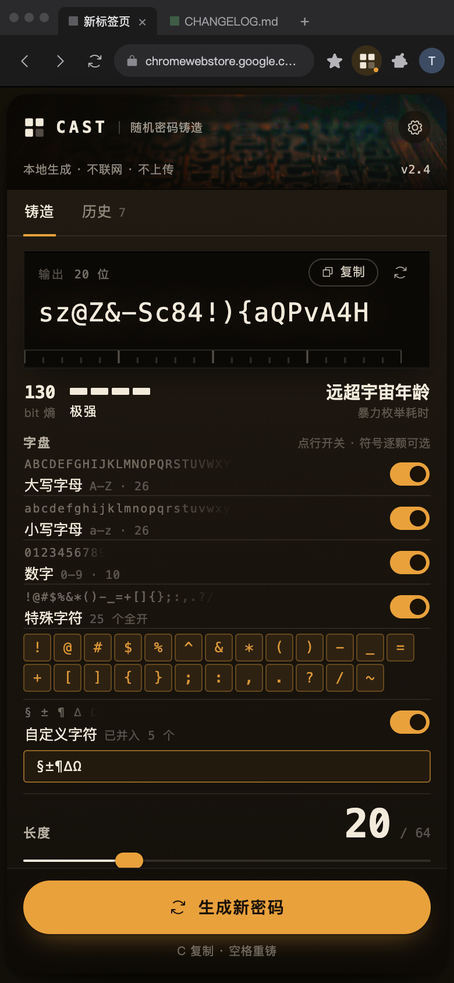 新标签页
CHANGELOG.md
chromewebstore.google.c...
T
CAST
随机密码铸造
本地生成 · 不联网 · 不上传
v2.4
铸造
历史 7
输出 20 位
复制
sz@Z&-Sc84!){aQPvA4H
130
bit 熵
极强
远超宇宙年龄
暴力枚举耗时
字盘
点行开关 · 符号逐颗可选
ABCDEFGHIJKLMNOPQRSTUVWXY
大写字母 A-Z · 26
abcdefghijklmnopqrstuvwxy
小写字母 a-z · 26
0123456789
数字 0-9 · 10
!@#$%&*()-_=+[]{};:,.?/
特殊字符 25 个全开
! @ # $ % ^ & * ( ) - _ =
+ [ ] { } ; : , . ? / ~
§ ± ¶ Δ Ω
自定义字符 已并入 5 个
§±¶ΔΩ
长度
20 / 64
生成新密码
C 复制 · 空格重铸